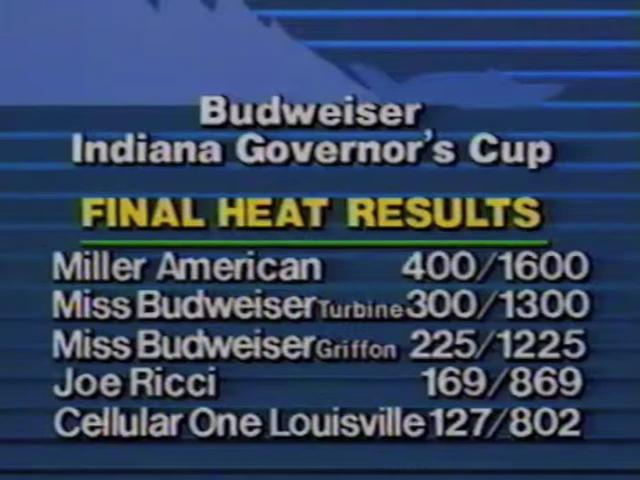 Budweiser
Indiana Governor's Cup
FINAL HEAT RESULTS
Miller American 400/1600
Miss Budweiser Turbine 300/1300
Miss Budweiser Griffon 225/1225
Joe Ricci 169/869
Cellular One Louisville 127/802